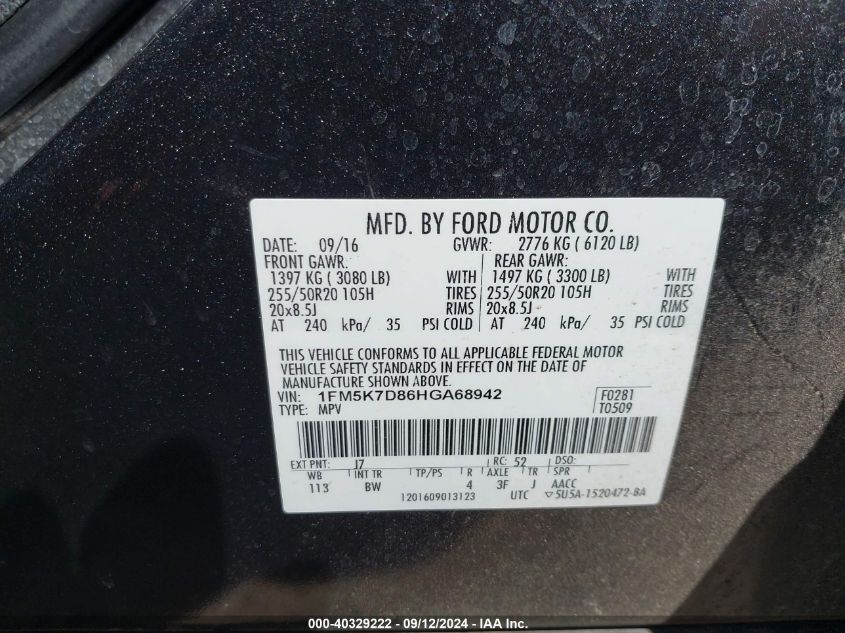 MFD. BY FORD MOTOR CO.
DATE: 09/16 GVWR: 2776 KG ( 6120 LB)
FRONT GAWR: REAR GAWR:
1397 KG ( 3080 LB) WITH 1497 KG ( 3300 LB) WITH
255/50R20 105H TIRES 255/50R20 105H TIRES
20x8.5J RIMS 20x8.5J RIMS
AT 240 kPa/ 35 PSI COLD AT 240 kPa/ 35 PSI COLD
THIS VEHICLE CONFORMS TO ALL APPLICABLE FEDERAL MOTOR
VEHICLE SAFETY STANDARDS IN EFFECT ON THE DATE OF
MANUFACTURE SHOWN ABOVE.
VIN: 1FM5K7D86HGA68942 F0281
TYPE: MPV T0509
EXT PNT: J7 RC: 52 DSO:
WB INT TR TP/PS R AXLE TR SPR
113 BW 4 3F J AACC
1201609013123 UTC ▽5U5A-1520472-BA
000-40329222 - 09/12/2024 - IAA Inc.